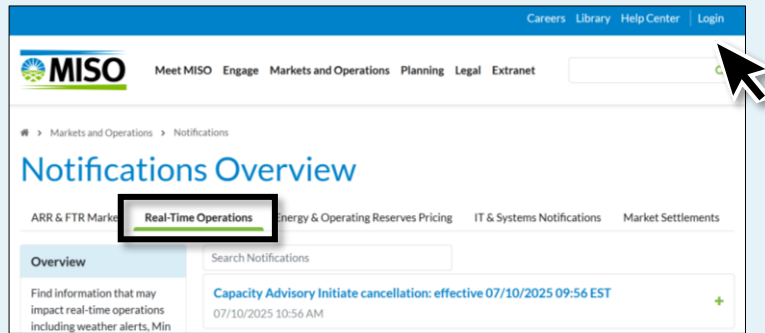 Careers Library Help Center Login
MISO Meet MISO Engage Markets and Operations Planning Legal Extranet
> Markets and Operations > Notifications
Notifications Overview
ARR & FTR Marke Real-Time Operations Energy & Operating Reserves Pricing IT & Systems Notifications Market Settlements
Overview
Search Notifications
Find information that may
impact real-time operations
including weather alerts, Min
Capacity Advisory Initiate cancellation: effective 07/10/2025 09:56 EST
+
07/10/2025 10:56 AM